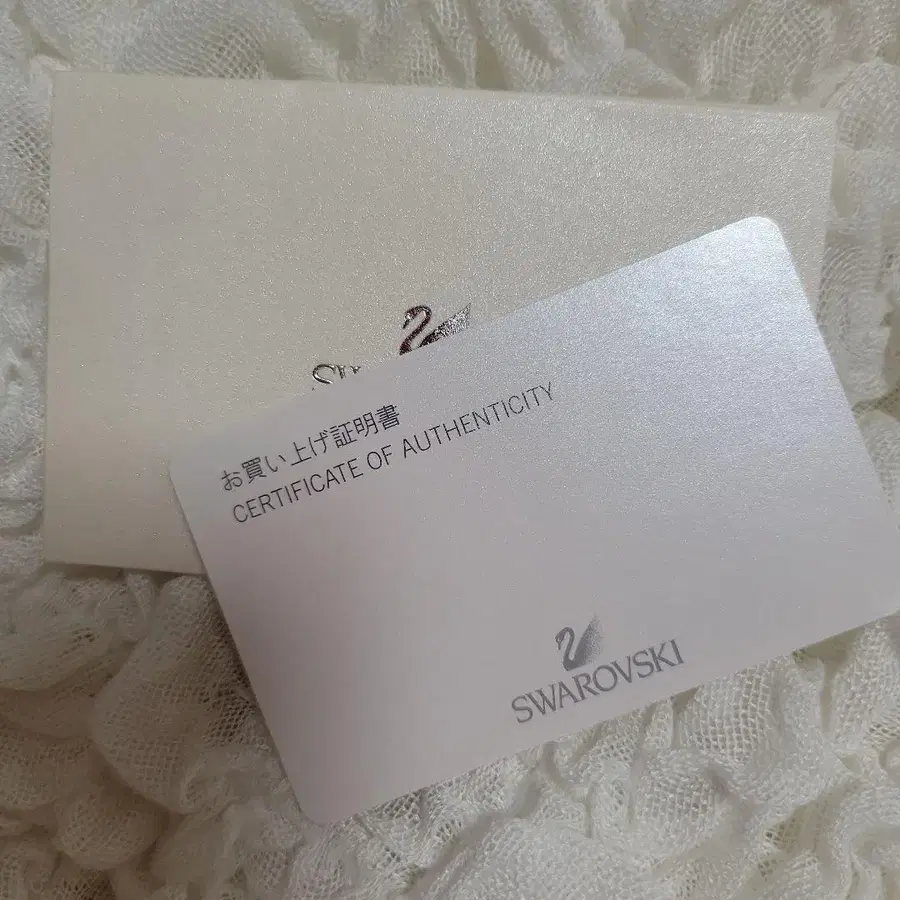 お買い上げ証明書
CERTIFICATE OF AUTHENTICITY
SWAROVSKI